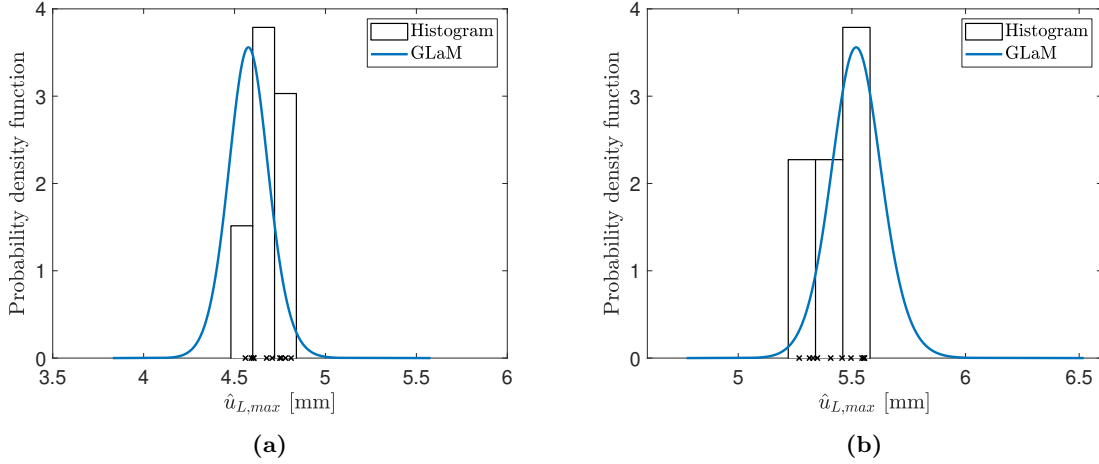 Probability density function
4
3
2
1
0
3.5 4 4.5 5 5.5 6
û_{L,max} [mm]
Histogram
GLaM
(a)
Probability density function
4
3
2
1
0
5 5.5 6 6.5
û_{L,max} [mm]
Histogram
GLaM
(b)